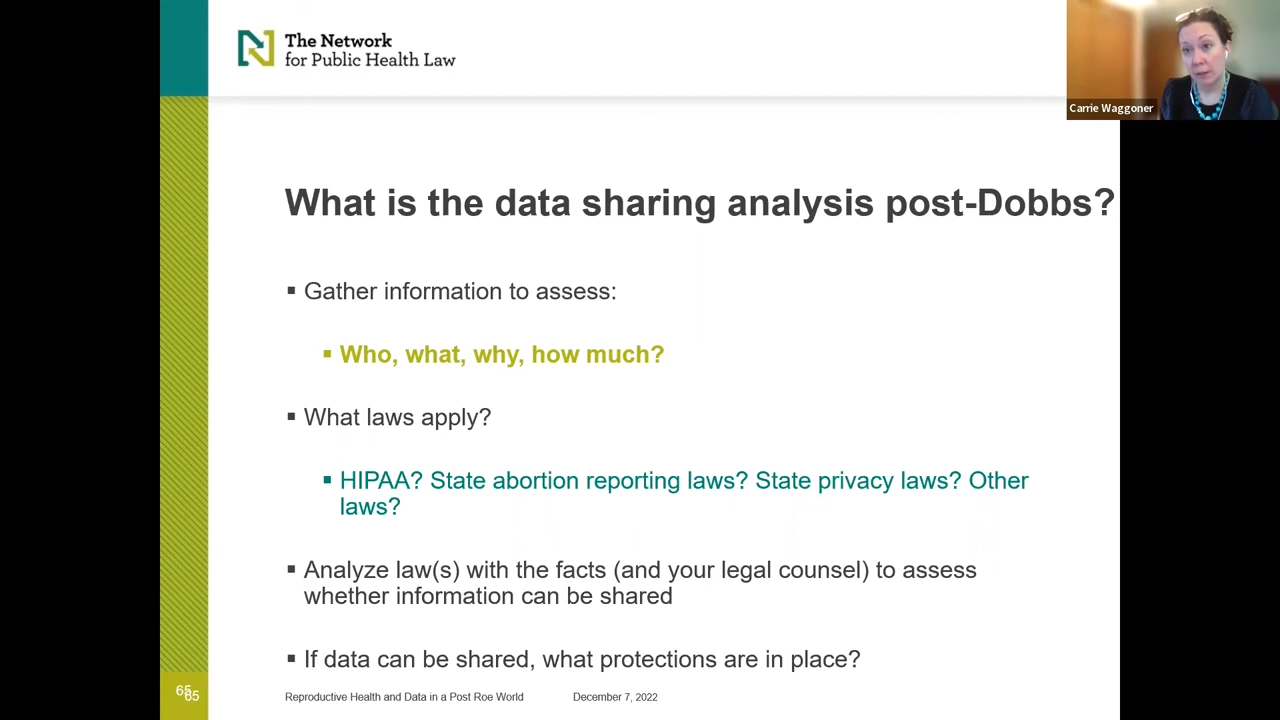 The Network
for Public Health Law
Carrie Waggoner
What is the data sharing analysis post-Dobbs?
▪ Gather information to assess:
▪ Who, what, why, how much?
▪ What laws apply?
▪ HIPAA? State abortion reporting laws? State privacy laws? Other
laws?
▪ Analyze law(s) with the facts (and your legal counsel) to assess
whether information can be shared
▪ If data can be shared, what protections are in place?
65
65
Reproductive Health and Data in a Post Roe World
December 7, 2022